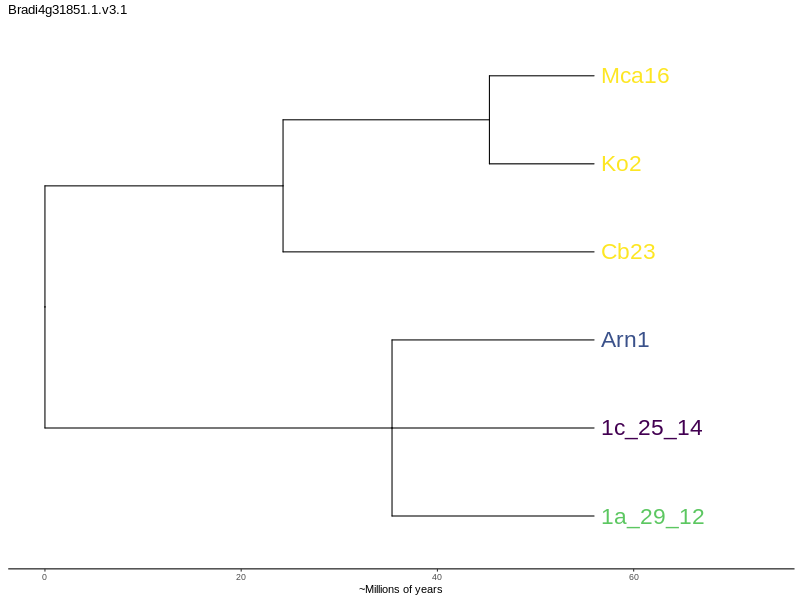 Bradi4g31851.1.v3.1
Mca16
Ko2
Cb23
Arn1
1c_25_14
1a_29_12
0 20 40 60
~Millions of years